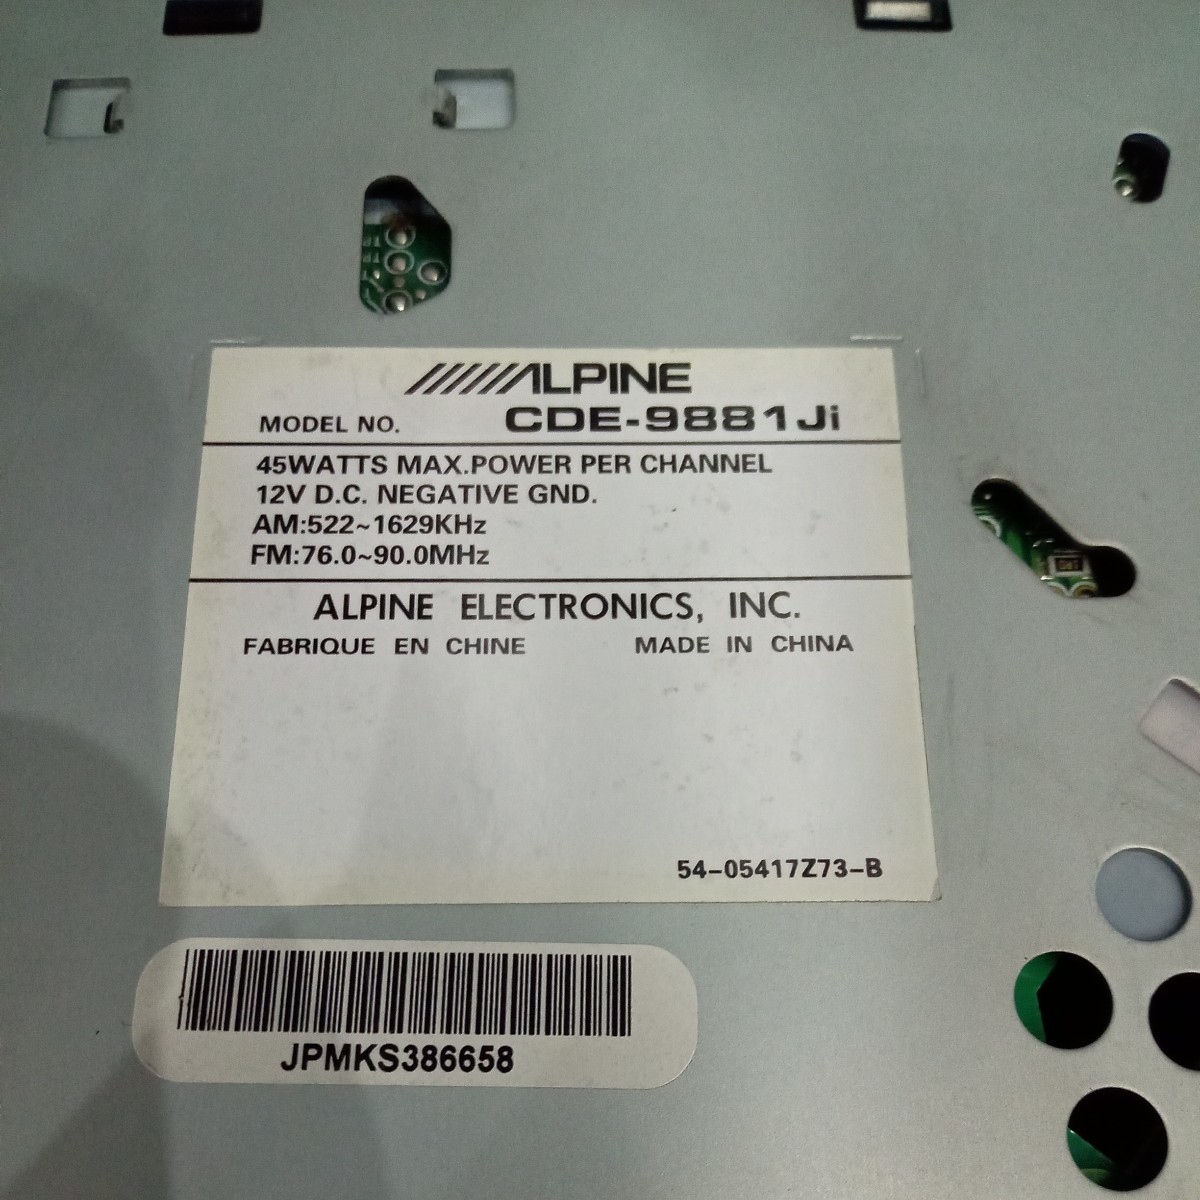 ALPINE
MODEL NO. CDE-9881Ji
45WATTS MAX.POWER PER CHANNEL
12V D.C. NEGATIVE GND.
AM:522~1629KHz
FM:76.0~90.0MHz
ALPINE ELECTRONICS, INC.
FABRIQUE EN CHINE MADE IN CHINA
54-05417Z73-B
JPMKS386658